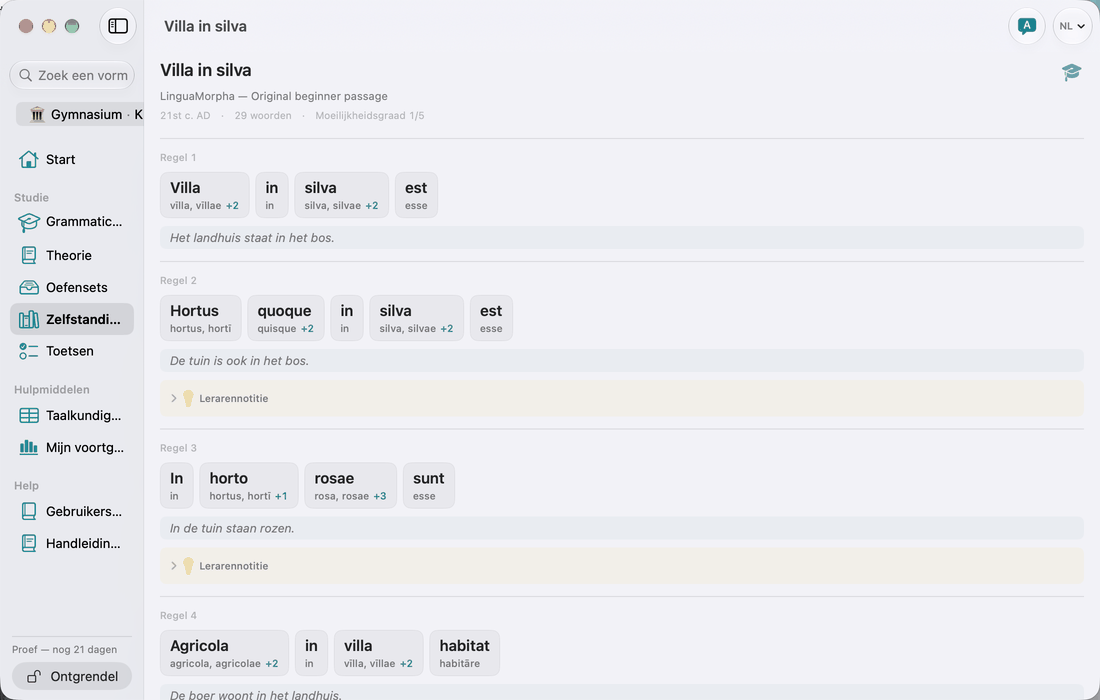 Villa in silva
A
NL
Zoek een vorm
Gymnasium · K
Start
Studie
Grammatic...
Theorie
Oefensets
Zelfstandi...
Toetsen
Hulpmiddelen
Taalkundig...
Mijn voortg...
Help
Gebruikers...
Handleidin...
Proef — nog 21 dagen
Ontgrendel
Villa in silva
LinguaMorpha — Original beginner passage
21st c. AD · 29 woorden · Moeilijkheidsgraad 1/5
Regel 1
Villa in silva est
vīlla, vīllae +2 in silva, silvae +2 esse
Het landhuis staat in het bos.
Regel 2
Hortus quoque in silva est
hortus, hortī quisque +2 in silva, silvae +2 esse
De tuin is ook in het bos.
Lerarennotitie
Regel 3
In horto rosae sunt
in hortus, hortī +1 rosa, rosae +3 esse
In de tuin staan rozen.
Lerarennotitie
Regel 4
Agricola in villa habitat
agricola, agricolae +2 in vīlla, vīllae +2 habitāre
De boer woont in het landhuis.